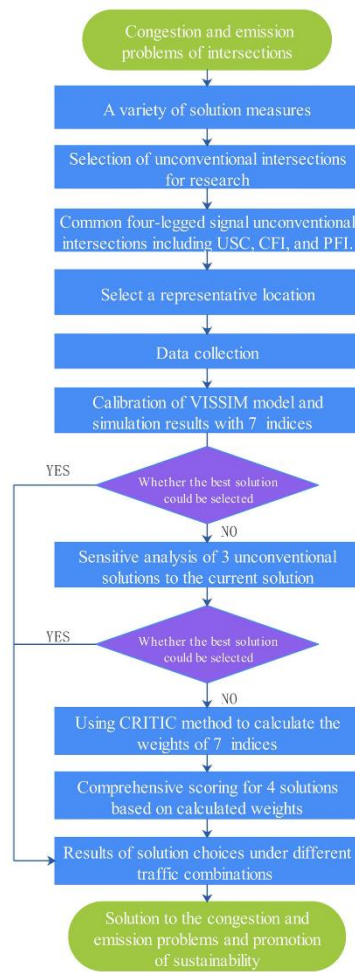 Congestion and emission
problems of intersections
A variety of solution measures
Selection of unconventional intersections
for research
Common four-legged signal unconventional
intersections including USC, CFI, and PFI.
Select a representative location
Data collection
Calibration of VISSIM model and
simulation results with 7 indices
YES
Whether the best solution
could be selected
NO
Sensitive analysis of 3 unconventional
solutions to the current solution
YES
Whether the best solution
could be selected
NO
Using CRITIC method to calculate the
weights of 7 indices
Comprehensive scoring for 4 solutions
based on calculated weights
Results of solution choices under different
traffic combinations
Solution to the congestion and
emission problems and promotion
of sustainability